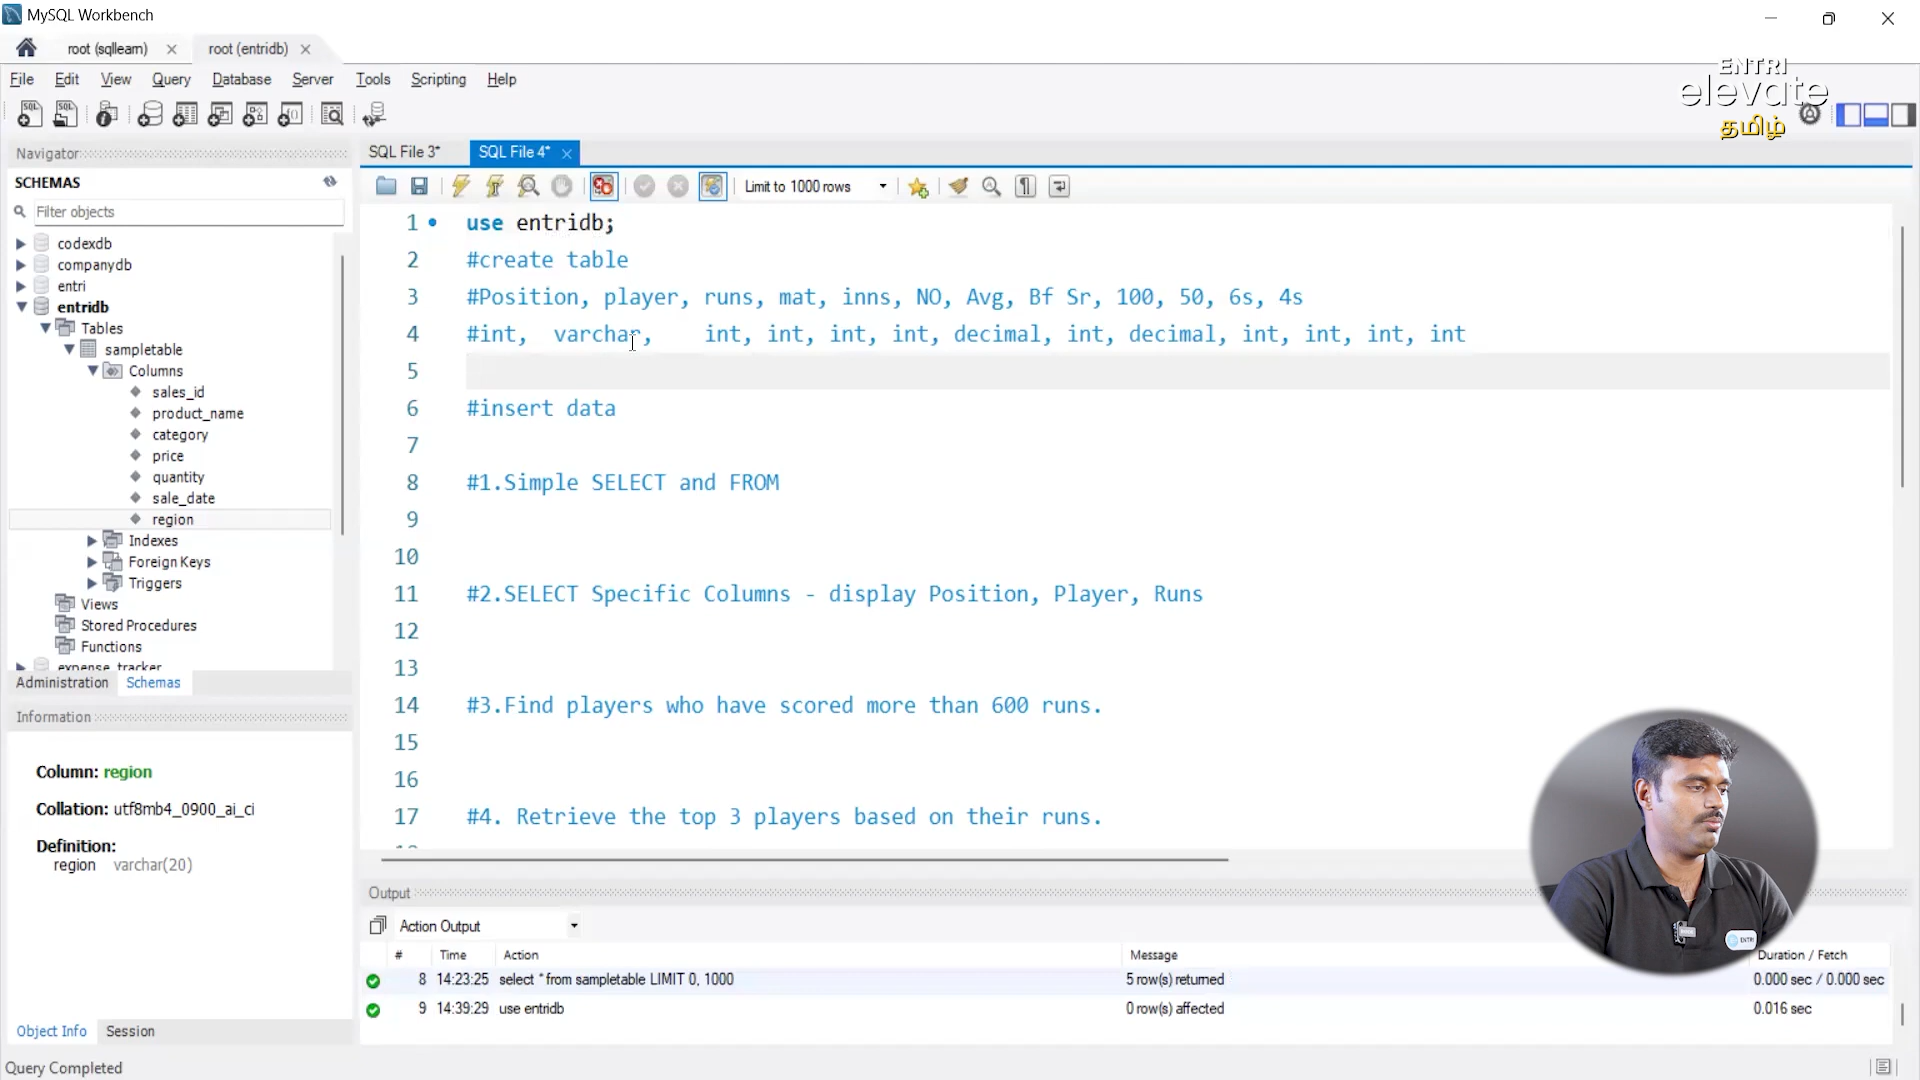 MySQL Workbench
root (sqllearn)
root (entridb)
File Edit View Query Database Server Tools Scripting Help
ENTRI
elevate
தமிழ்
Navigator
SCHEMAS
Filter objects
codexdb
companydb
entri
entridb
Tables
sampletable
Columns
sales_id
product_name
category
price
quantity
sale_date
region
Indexes
Foreign Keys
Triggers
Views
Stored Procedures
Functions
expense_tracker
Administration Schemas
Information
Column: region
Collation: utf8mb4_0900_ai_ci
Definition:
region varchar(20)
Object Info Session
Query Completed
SQL File 3* SQL File 4*
Limit to 1000 rows
1 use entridb;
2 #create table
3 #Position, player, runs, mat, inns, NO, Avg, Bf Sr, 100, 50, 6s, 4s
4 #int, varchar, int, int, int, int, decimal, int, decimal, int, int, int, int
5
6 #insert data
7
8 #1.Simple SELECT and FROM
9
10
11 #2.SELECT Specific Columns - display Position, Player, Runs
12
13
14 #3.Find players who have scored more than 600 runs.
15
16
17 #4. Retrieve the top 3 players based on their runs.
Output
Action Output
# Time Action Message Duration / Fetch
8 14:23:25 select * from sampletable LIMIT 0, 1000 5 row(s) returned 0.000 sec / 0.000 sec
9 14:39:29 use entridb 0 row(s) affected 0.016 sec
ENTRI